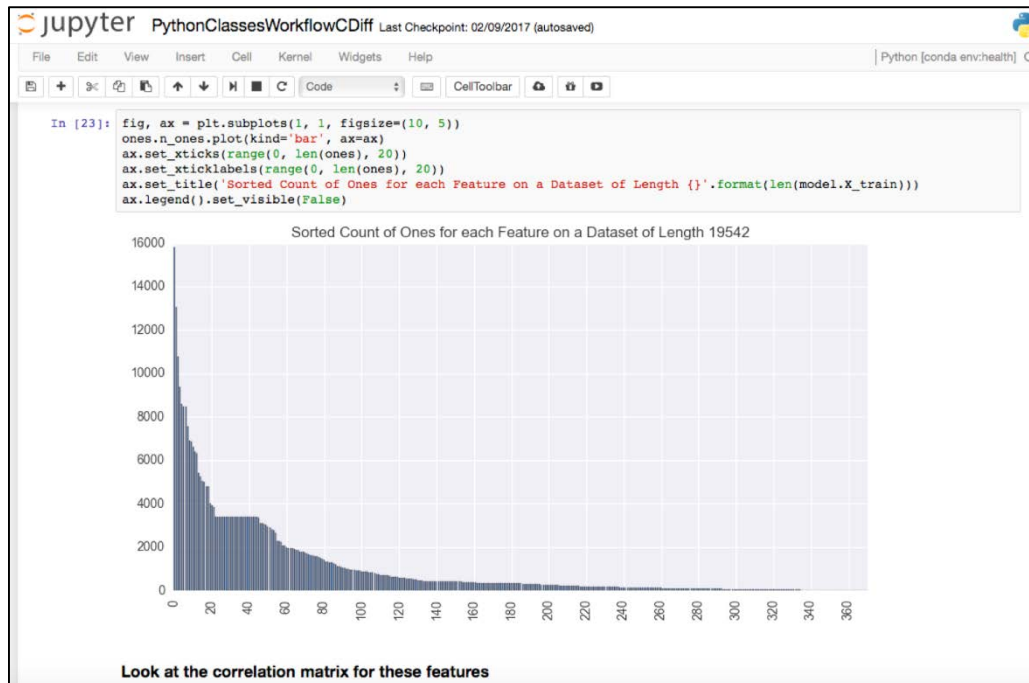 jupyter PythonClassesWorkflowCDiff Last Checkpoint: 02/09/2017 (autosaved)
File Edit View Insert Cell Kernel Widgets Help Python [conda env:health]
Code CellToolbar
In [23]: fig, ax = plt.subplots(1, 1, figsize=(10, 5))
ones.n_ones.plot(kind='bar', ax=ax)
ax.set_xticks(range(0, len(ones), 20))
ax.set_xticklabels(range(0, len(ones), 20))
ax.set_title('Sorted Count of Ones for each Feature on a Dataset of Length {}'.format(len(model.X_train)))
ax.legend().set_visible(False)
Sorted Count of Ones for each Feature on a Dataset of Length 19542
16000
14000
12000
10000
8000
6000
4000
2000
0
0 20 40 60 80 100 120 140 160 180 200 220 240 260 280 300 320 340 360
Look at the correlation matrix for these features